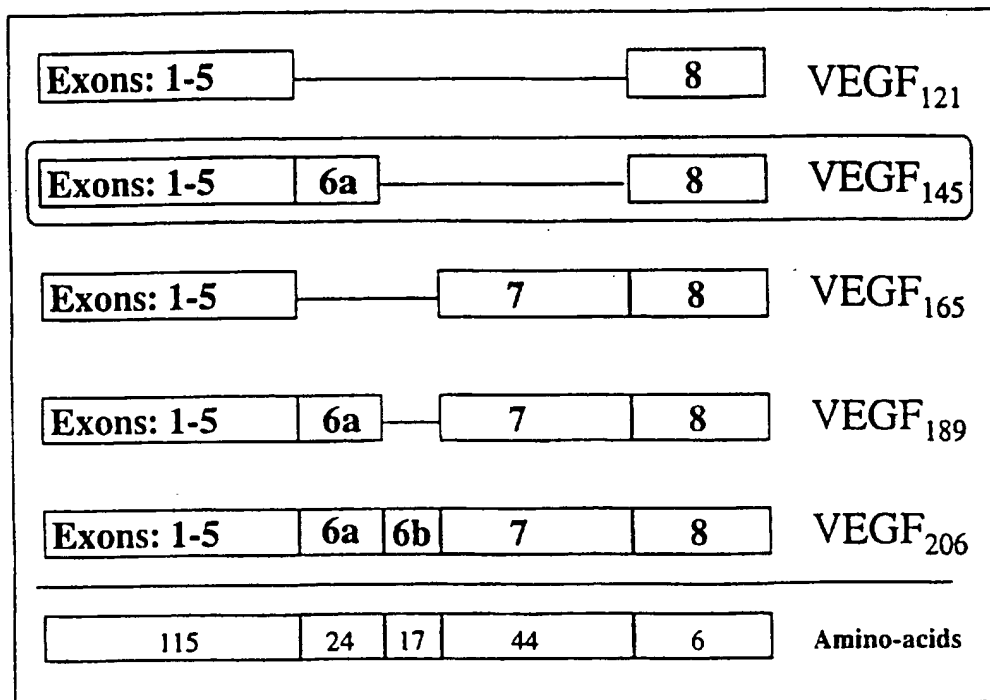 Exons: 1-5 8 VEGF121
Exons: 1-5 6a 8 VEGF145
Exons: 1-5 7 8 VEGF165
Exons: 1-5 6a 7 8 VEGF189
Exons: 1-5 6a 6b 7 8 VEGF206
115 24 17 44 6 Amino-acids